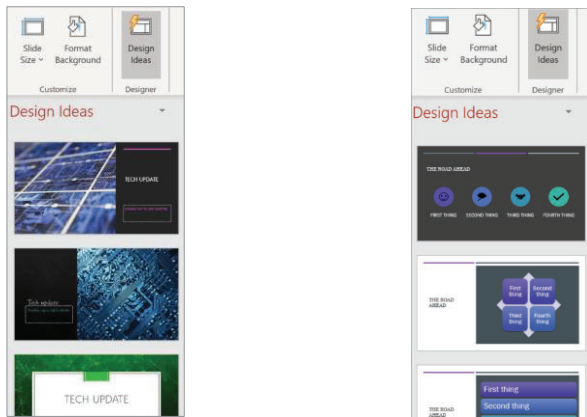 Slide Size
Format Background
Design Ideas
Customize
Designer
Design Ideas
TECH UPDATE
Tech update
TECH UPDATE
Slide Size
Format Background
Design Ideas
Customize
Designer
Design Ideas
THE ROAD AHEAD
FIRST THING SECOND THING THIRD THING FOURTH THING
THE ROAD AHEAD
First thing
Second thing
Third thing
Fourth thing
THE ROAD AHEAD
First thing
Second thing